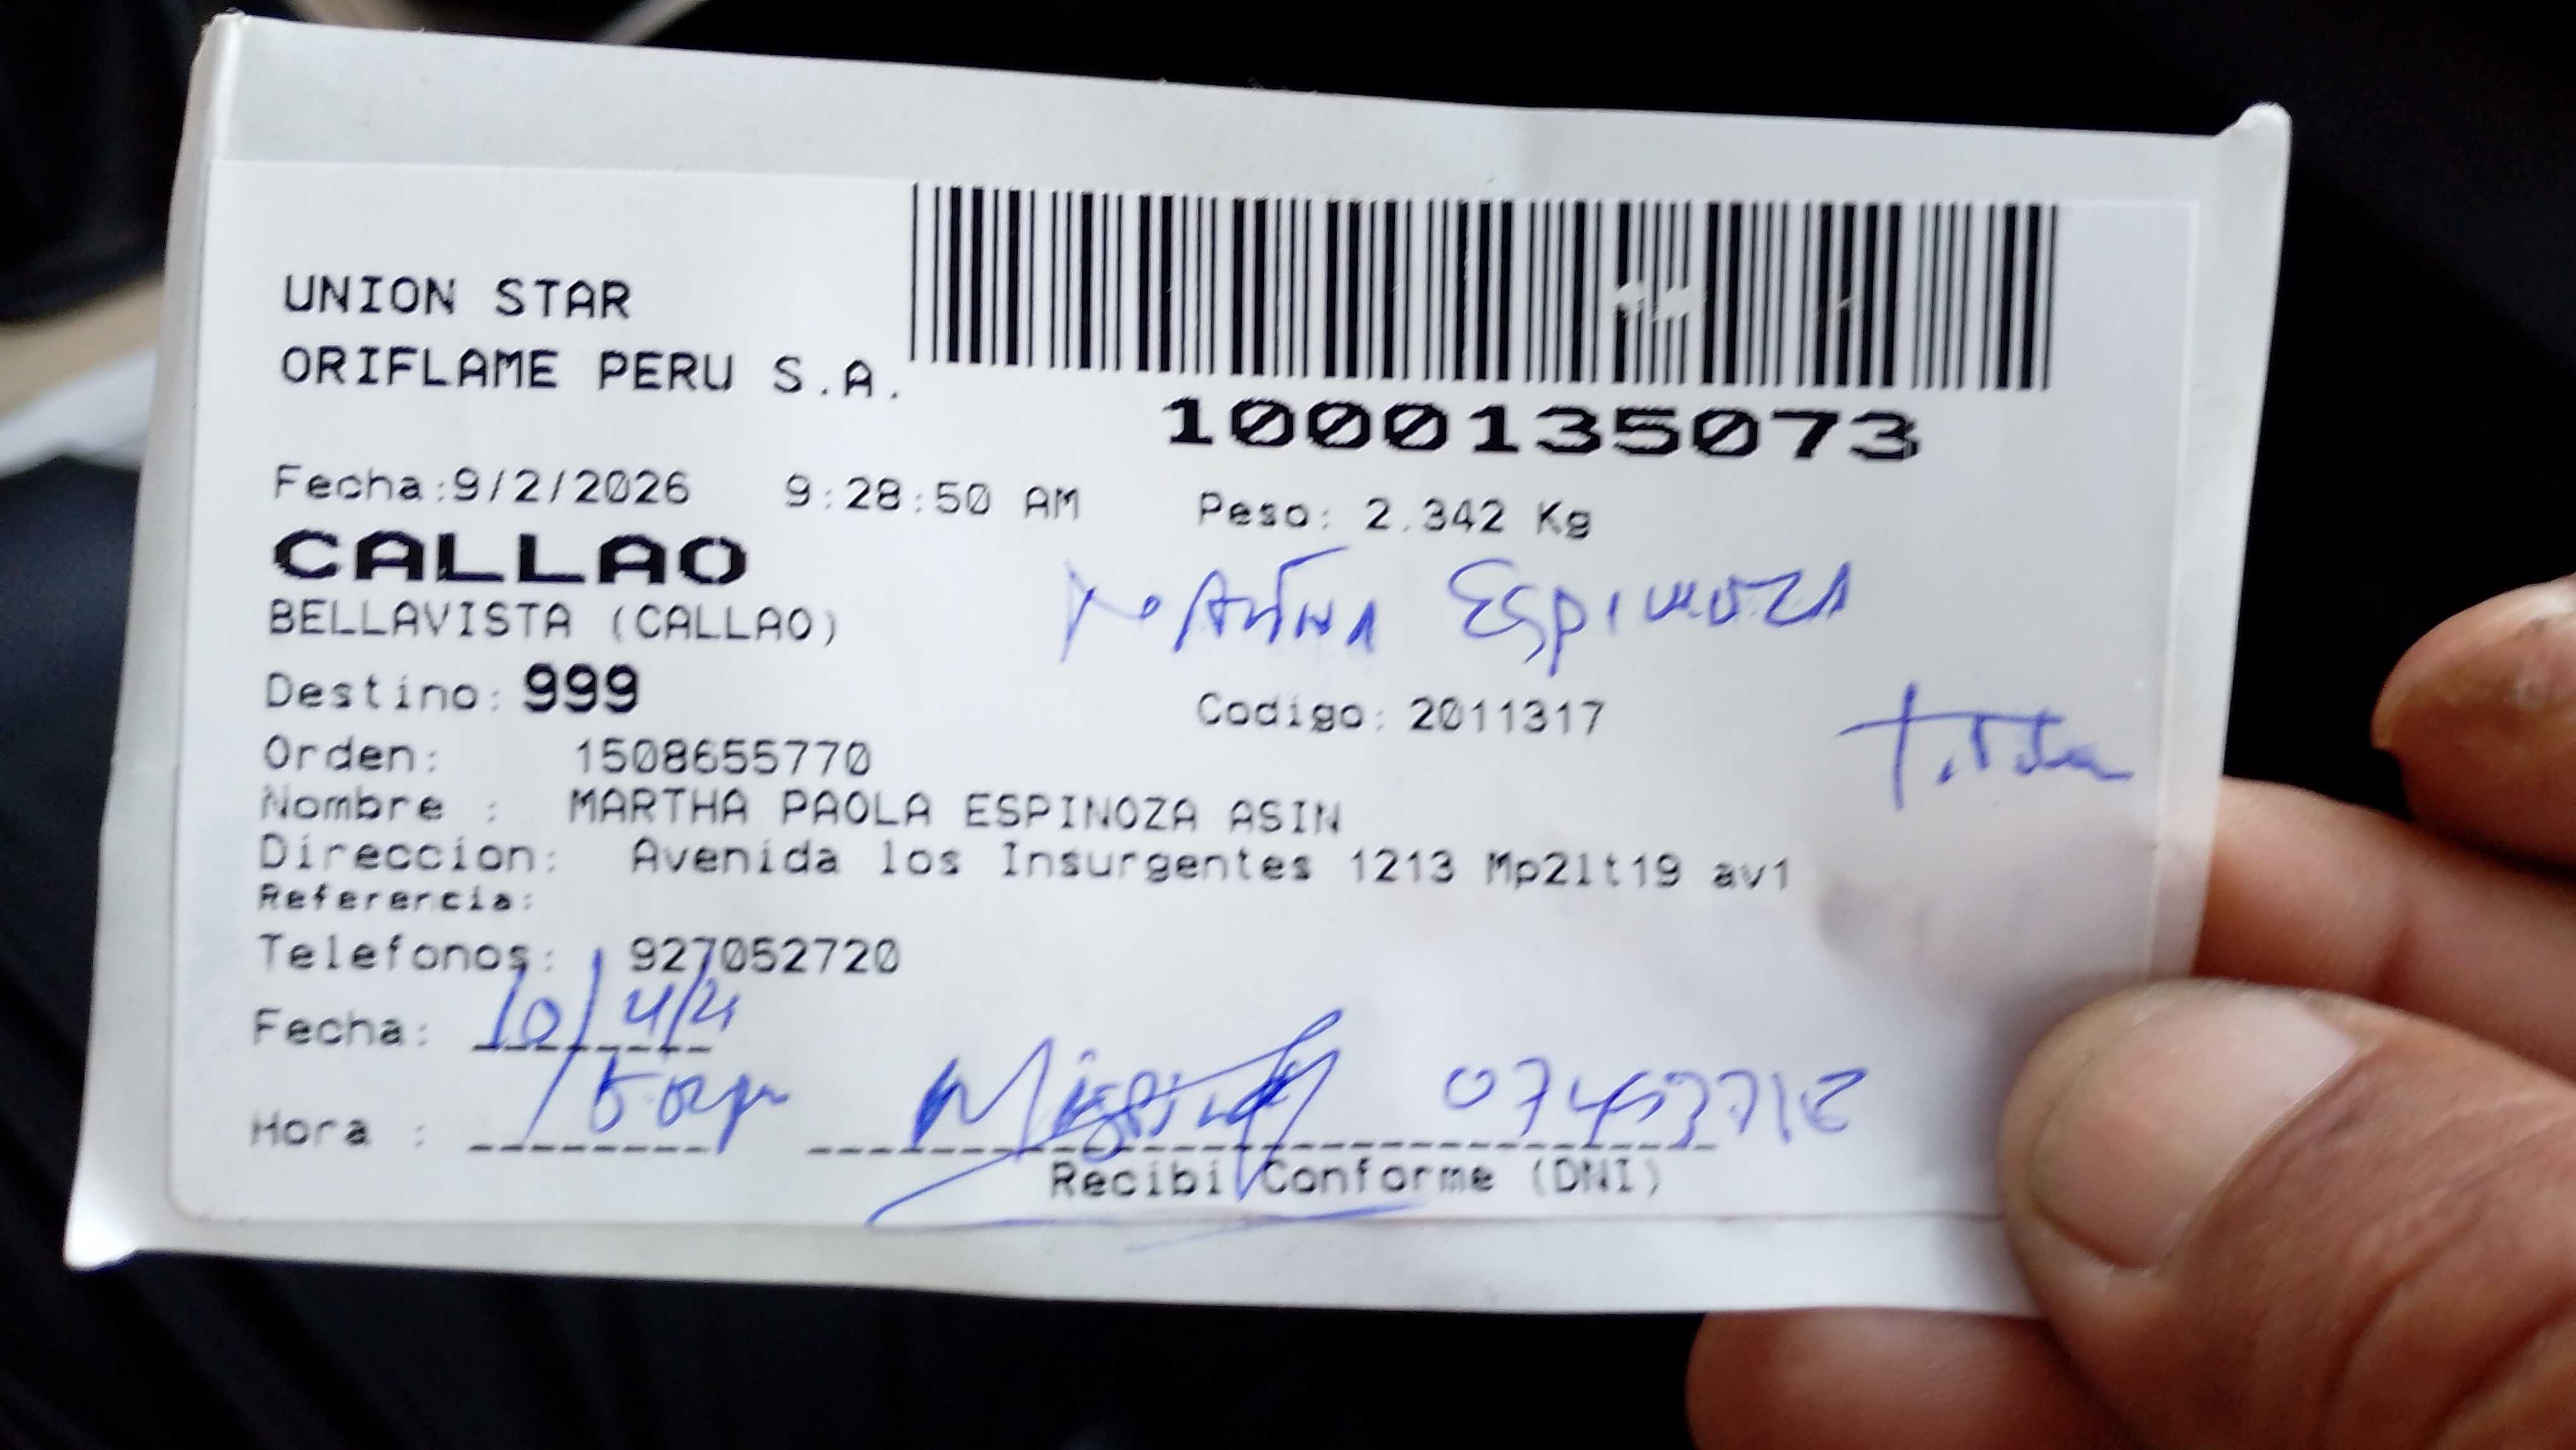 UNION STAR
ORIFLAME PERU S.A.
1000135073
Fecha:9/2/2026 9:28:50 AM Peso: 2.342 Kg
CALLAO
BELLAVISTA (CALLAO)
Espinoza
Destino: 999
Codigo: 2011317
Orden: 1508655770
Nombre : MARTHA PAOLA ESPINOZA ASIN
Direccion: Avenida los Insurgentes 1213 Mp2lt19 av1
Referencia:
Telefonos: 927052720
Fecha:
Hora :
Recibi Conforme (DNI)